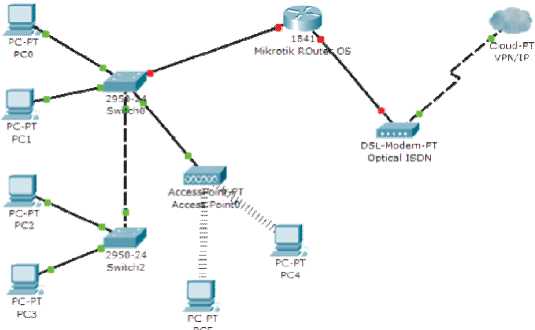 PC-PT
PC0
1841
Mikrotik ROuter OS
Cloud-PT
VPN/IP
2950-24
Switch0
PC-PT
PC1
DSL-Modem-PT
Optical ISDN
AccessPoint-PT
Access Point0
PC-PT
PC2
2950-24
Switch2
PC-PT
PC4
PC-PT
PC3
PC-PT